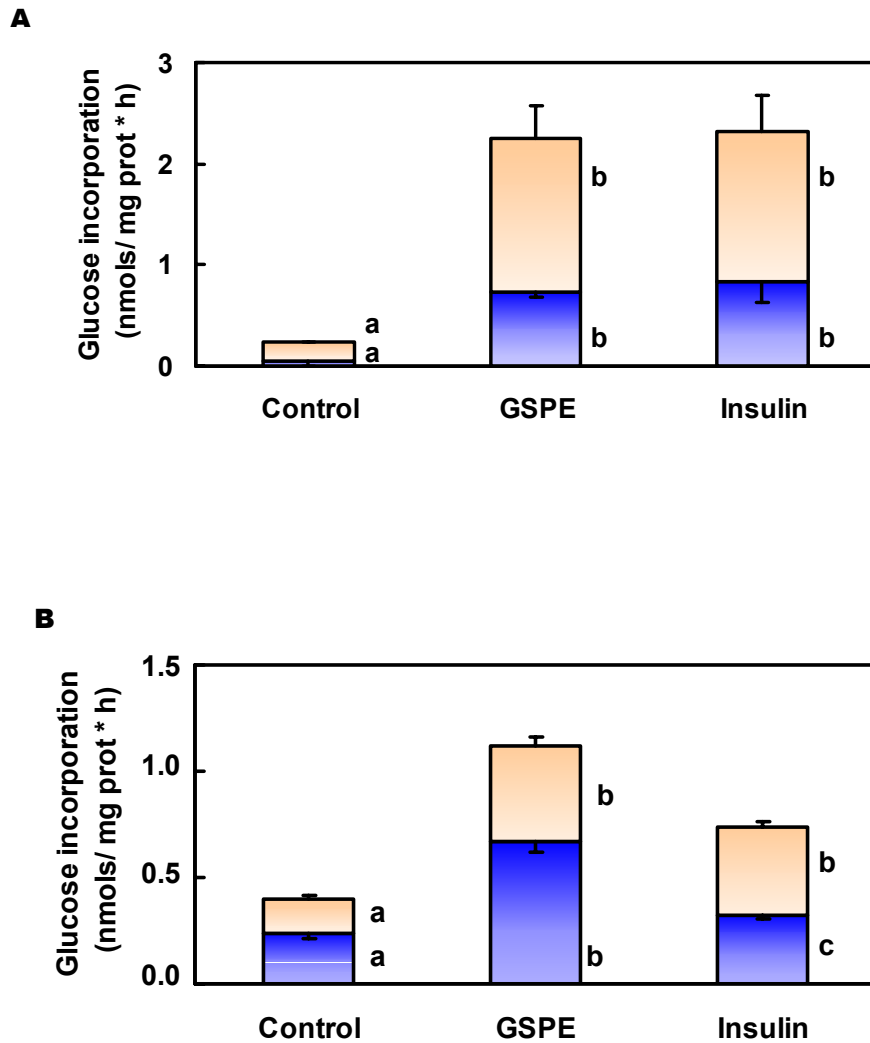 A
Glucose incorporation
(nmols/ mg prot * h)
3
2
1
0
a
a
b
b
b
b
Control GSPE Insulin
B
Glucose incorporation
(nmols/ mg prot * h)
1.5
1.0
0.5
0.0
a
a
b
b
b
c
Control GSPE Insulin